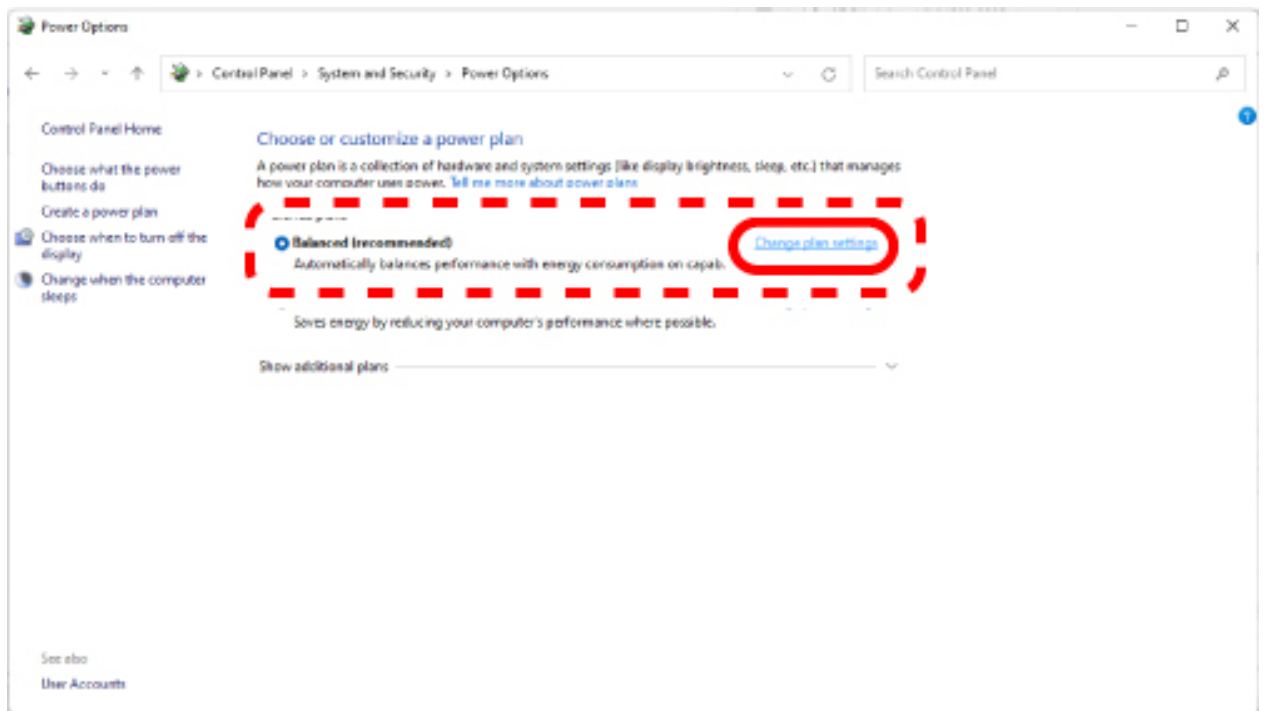 Power Options
Control Panel > System and Security > Power Options
Search Control Panel
Control Panel Home
Choose what the power
buttons do
Create a power plan
Choose when to turn off the
display
Change when the computer
sleeps
Choose or customize a power plan
A power plan is a collection of hardware and system settings (like display brightness, sleep, etc.) that manages
how your computer uses power. Tell me more about power plans
Balanced (recommended)
Change plan settings
Automatically balances performance with energy consumption on capab.
Saves energy by reducing your computer's performance where possible.
Show additional plans
See also
User Accounts